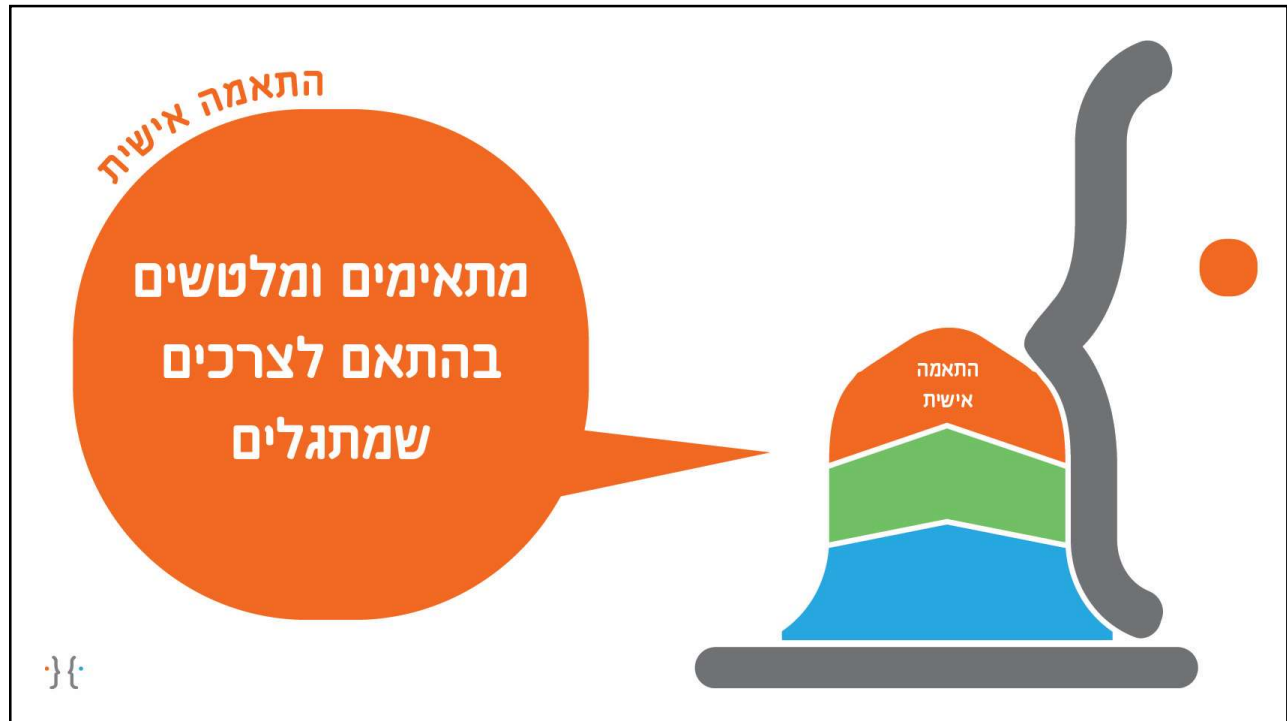 התאמה אישית
מתאימים ומלטשים
בהתאם לצרכים
שמתגלים
התאמה
אישית